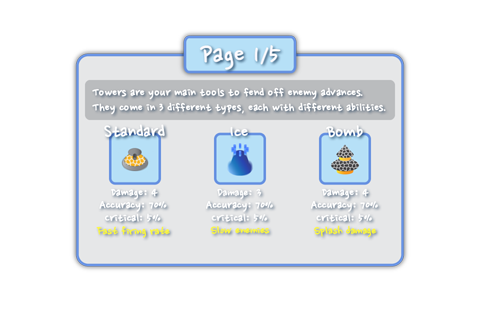 Page 1/5
Towers are your main tools to fend off enemy advances.
They come in 3 different types, each with different abilities.
Standard Ice Bomb
Damage: 4 Damage: 3 Damage: 4
Accuracy: 70% Accuracy: 70% Accuracy: 70%
Critical: 5% Critical: 5% Critical: 5%
Fast firing rate Slow enemies Splash damage